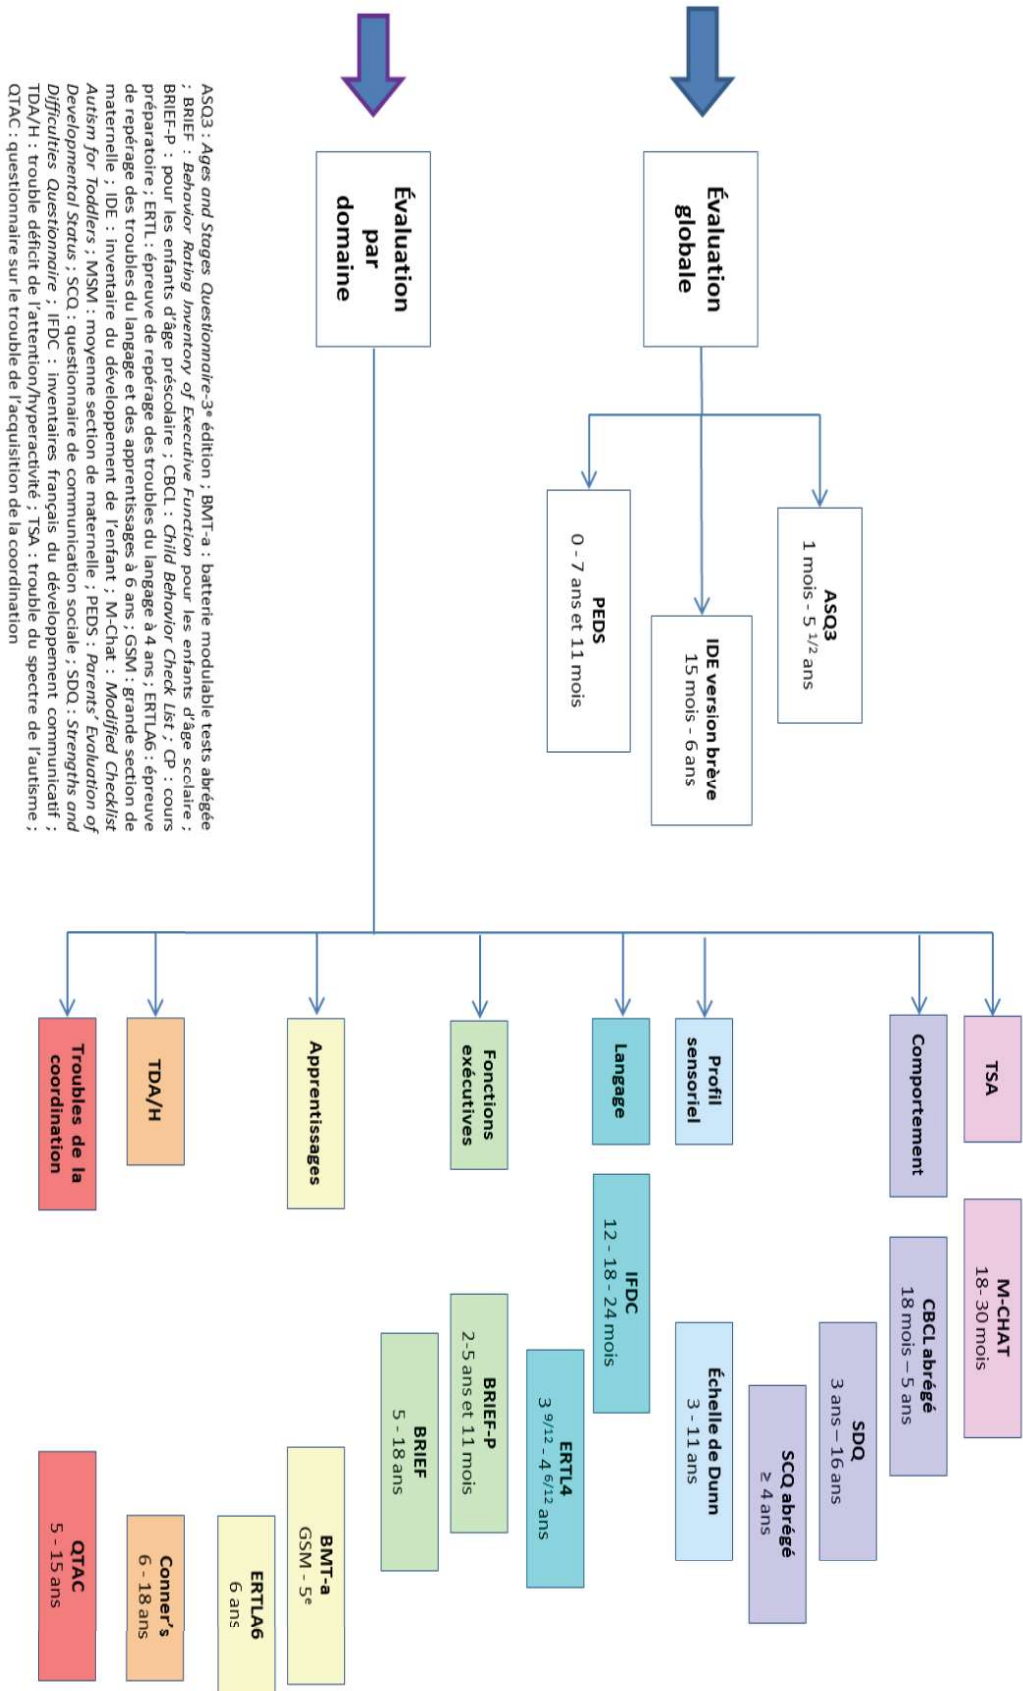 Évaluation
globale
ASQ3
1 mois - 5 1/2 ans
IDE version brève
15 mois - 6 ans
PEDS
0 - 7 ans et 11 mois
Évaluation
par
domaine
TSA
M-CHAT
18- 30 mois
Comportement
CBCL abrégé
18 mois – 5 ans
SDQ
3 ans – 16 ans
SCQ abrégé
≥ 4 ans
Profil
sensoriel
Échelle de Dunn
3 - 11 ans
Langage
IFDC
12 - 18 - 24 mois
ERTL4
3 9/12 - 4 6/12 ans
Fonctions
exécutives
BRIEF-P
2-5 ans et 11 mois
BRIEF
5 - 18 ans
Apprentissages
BMT-a
GSM - 5e
ERTLA6
6 ans
TDA/H
Conner's
6 - 18 ans
Troubles de la
coordination
QTAC
5 - 15 ans
ASQ3 : Ages and Stages Questionnaire-3e édition ; BMT-a : batterie modulable tests abrégée
; BRIEF : Behavior Rating Inventory of Executive Function pour les enfants d'âge scolaire ;
BRIEF-P : pour les enfants d'âge préscolaire ; CBCL : Child Behavior Check List ; CP : cours
préparatoire ; ERTL : épreuve de repérage des troubles du langage à 4 ans ; ERTLA6 : épreuve
de repérage des troubles du langage et des apprentissages à 6 ans ; GSM : grande section de
maternelle ; IDE : inventaire du développement de l'enfant ; M-Chat : Modified Checklist
Autism for Toddlers ; MSM : moyenne section de maternelle ; PEDS : Parents' Evaluation of
Developmental Status ; SCQ : questionnaire de communication sociale ; SDQ : Strengths and
Difficulties Questionnaire ; IFDC : inventaires français du développement communicatif ;
TDA/H : trouble déficit de l'attention/hyperactivité ; TSA : trouble du spectre de l'autisme ;
QTAC : questionnaire sur le trouble de l'acquisition de la coordination